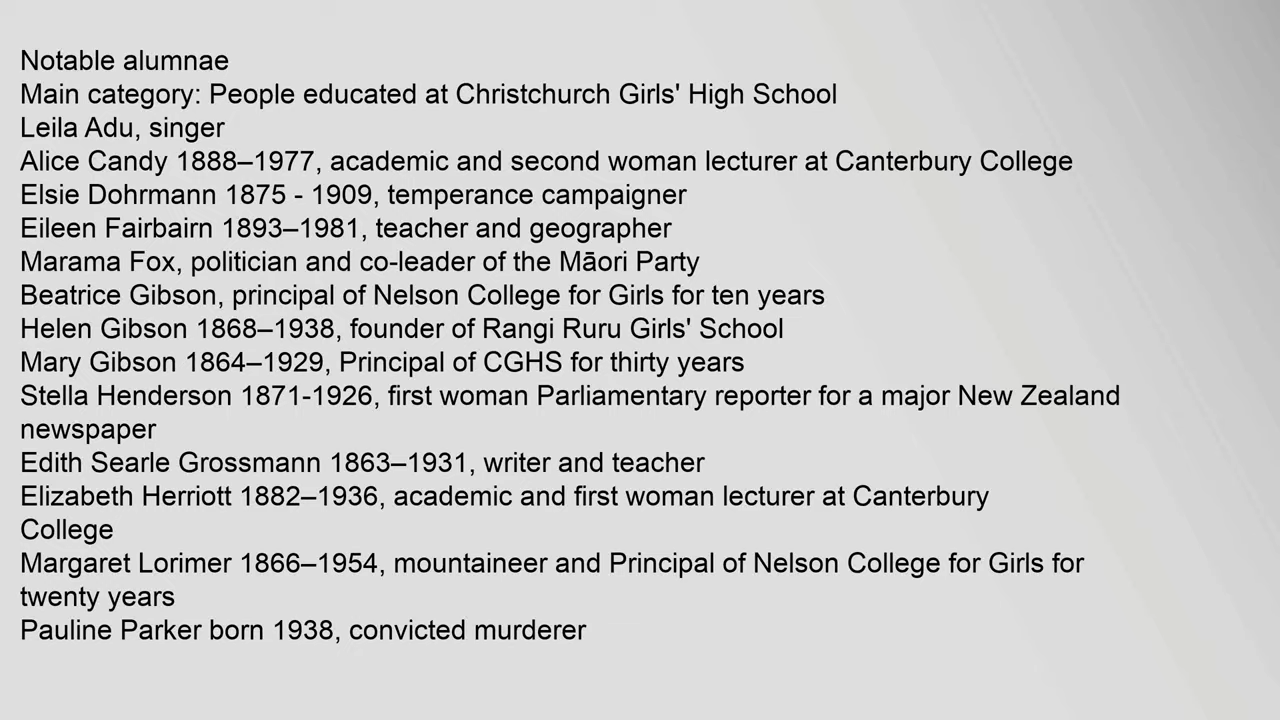 Notable alumnae
Main category: People educated at Christchurch Girls' High School
Leila Adu, singer
Alice Candy 1888–1977, academic and second woman lecturer at Canterbury College
Elsie Dohrmann 1875 - 1909, temperance campaigner
Eileen Fairbairn 1893–1981, teacher and geographer
Marama Fox, politician and co-leader of the Māori Party
Beatrice Gibson, principal of Nelson College for Girls for ten years
Helen Gibson 1868–1938, founder of Rangi Ruru Girls' School
Mary Gibson 1864–1929, Principal of CGHS for thirty years
Stella Henderson 1871-1926, first woman Parliamentary reporter for a major New Zealand
newspaper
Edith Searle Grossmann 1863–1931, writer and teacher
Elizabeth Herriott 1882–1936, academic and first woman lecturer at Canterbury
College
Margaret Lorimer 1866–1954, mountaineer and Principal of Nelson College for Girls for
twenty years
Pauline Parker born 1938, convicted murderer